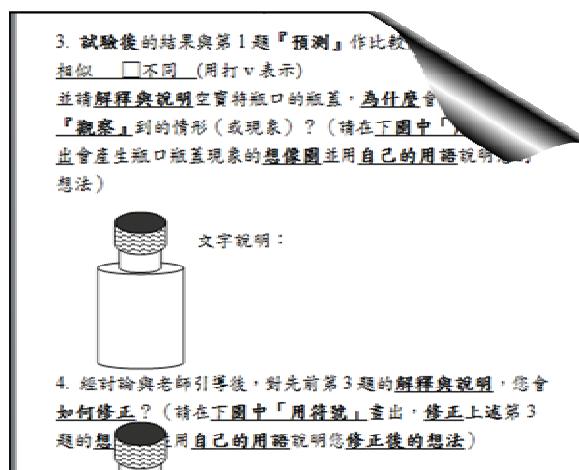 3. 試驗後的結果與第 1 題『預測』作比較
相似 □不同 (用打ｖ表示)
並請解釋與說明空寶特瓶口的瓶蓋，為什麼會
『觀察』到的情形（或現象）？（請在下圖中「
出會產生瓶口瓶蓋現象的想像圖並用自己的用語說明您的
想法）
文字說明：
4. 經討論與老師引導後，對先前第 3 題的解釋與說明，您會
如何修正？（請在下圖中「用符號」畫出，修正上述第 3
題的想 用自己的用語說明您修正後的想法）